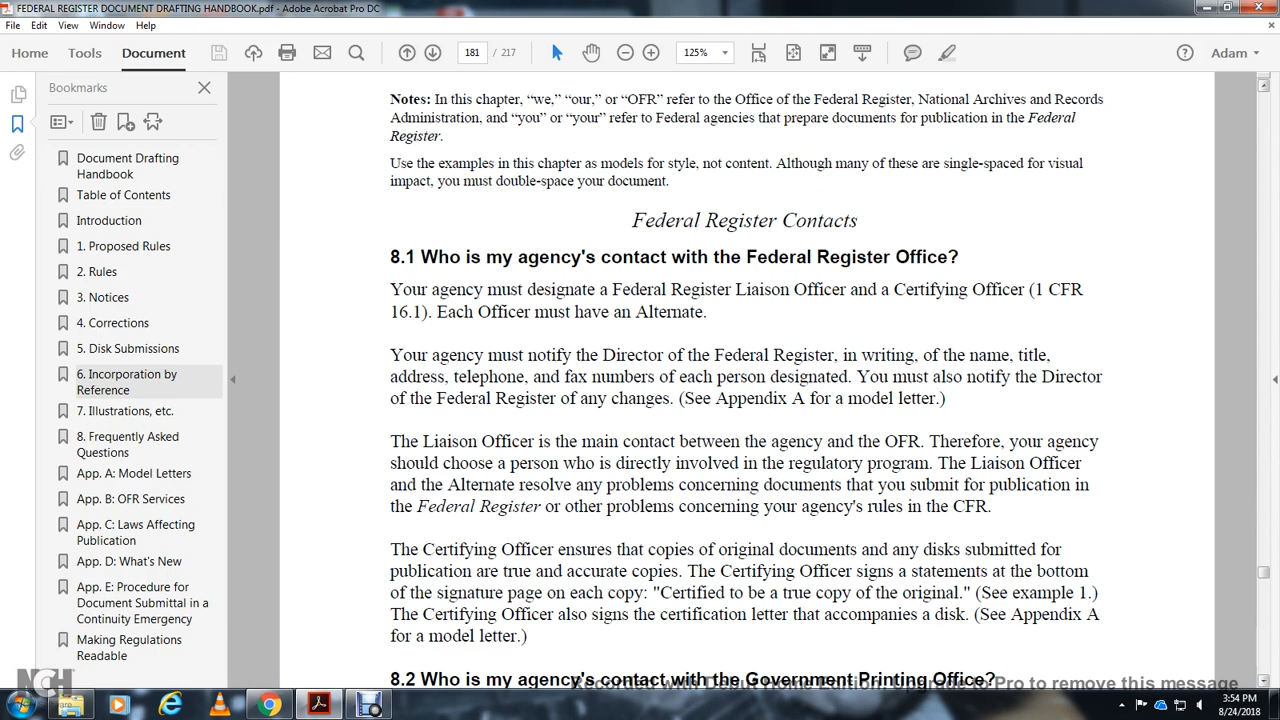 FEDERAL REGISTER DOCUMENT DRAFTING HANDBOOK.pdf - Adobe Acrobat Pro DC
File Edit View Window Help
Home Tools Document 181 / 217 125% Adam
Bookmarks
Document Drafting
Handbook
Table of Contents
Introduction
1. Proposed Rules
2. Rules
3. Notices
4. Corrections
5. Disk Submissions
6. Incorporation by
Reference
7. Illustrations, etc.
8. Frequently Asked
Questions
App. A: Model Letters
App. B: OFR Services
App. C: Laws Affecting
Publication
App. D: What's New
App. E: Procedure for
Document Submittal in a
Continuity Emergency
Making Regulations
Readable
Notes: In this chapter, “we,” “our,” or “OFR” refer to the Office of the Federal Register, National Archives and Records
Administration, and “you” or “your” refer to Federal agencies that prepare documents for publication in the Federal
Register.
Use the examples in this chapter as models for style, not content. Although many of these are single-spaced for visual
impact, you must double-space your document.
Federal Register Contacts
8.1 Who is my agency's contact with the Federal Register Office?
Your agency must designate a Federal Register Liaison Officer and a Certifying Officer (1 CFR
16.1). Each Officer must have an Alternate.
Your agency must notify the Director of the Federal Register, in writing, of the name, title,
address, telephone, and fax numbers of each person designated. You must also notify the Director
of the Federal Register of any changes. (See Appendix A for a model letter.)
The Liaison Officer is the main contact between the agency and the OFR. Therefore, your agency
should choose a person who is directly involved in the regulatory program. The Liaison Officer
and the Alternate resolve any problems concerning documents that you submit for publication in
the Federal Register or other problems concerning your agency's rules in the CFR.
The Certifying Officer ensures that copies of original documents and any disks submitted for
publication are true and accurate copies. The Certifying Officer signs a statements at the bottom
of the signature page on each copy: "Certified to be a true copy of the original." (See example 1.)
The Certifying Officer also signs the certification letter that accompanies a disk. (See Appendix A
for a model letter.)
8.2 Who is my agency's contact with the Government Printing Office?
Recorded with Debut Home Edition. Upgrade to Pro to remove this message
NCH
3:54 PM
8/24/2018